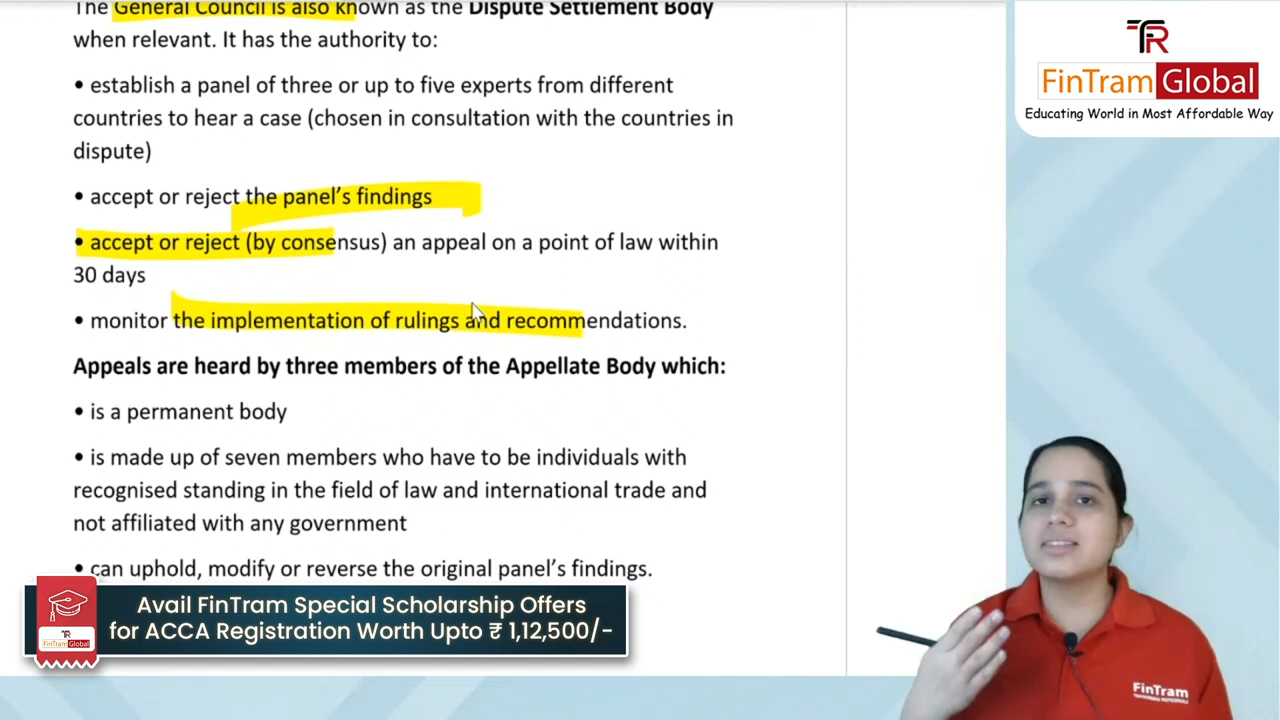 The General Council is also known as the Dispute Settlement Body
when relevant. It has the authority to:
• establish a panel of three or up to five experts from different
countries to hear a case (chosen in consultation with the countries in
dispute)
• accept or reject the panel's findings
• accept or reject (by consensus) an appeal on a point of law within
30 days
• monitor the implementation of rulings and recommendations.
Appeals are heard by three members of the Appellate Body which:
• is a permanent body
• is made up of seven members who have to be individuals with
recognised standing in the field of law and international trade and
not affiliated with any government
• can uphold, modify or reverse the original panel's findings.
FinTram Global
Educating World in Most Affordable Way
Avail FinTram Special Scholarship Offers
for ACCA Registration Worth Upto ₹ 1,12,500/-
FinTram Global
FinTram